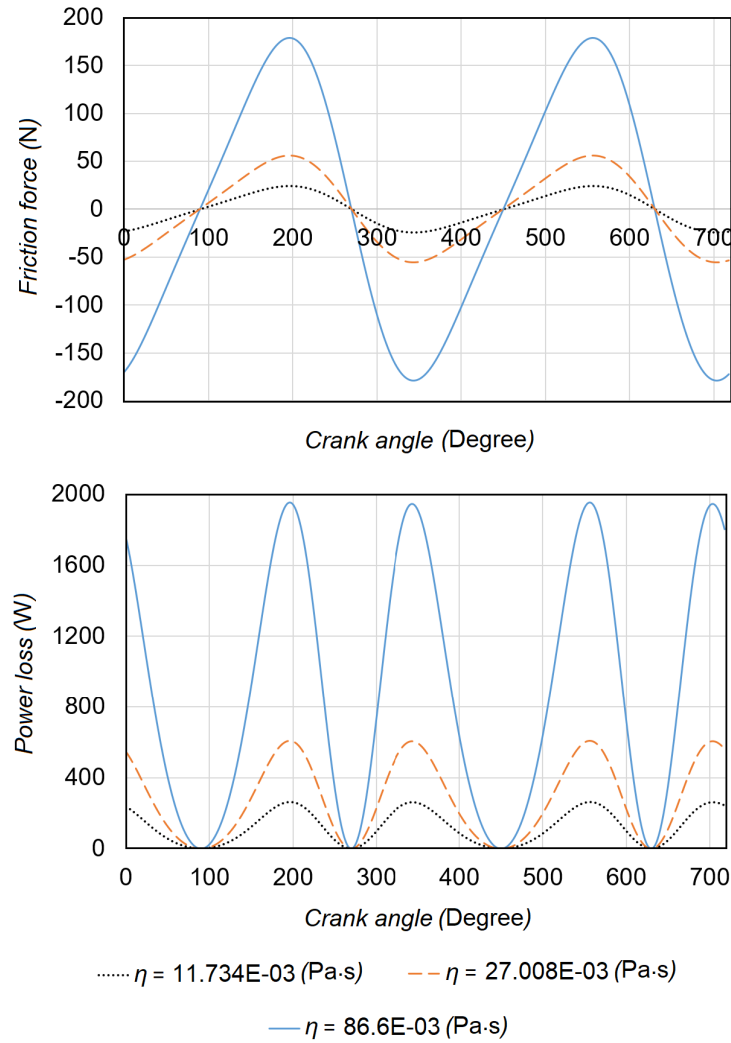 200
150
100
50
0
-50
-100
-150
-200
Friction force (N)
0 100 200 300 400 500 600 700
Crank angle (Degree)
2000
1600
1200
800
400
0
Power loss (W)
0 100 200 300 400 500 600 700
Crank angle (Degree)
η = 11.734E-03 (Pa·s) η = 27.008E-03 (Pa·s)
η = 86.6E-03 (Pa·s)